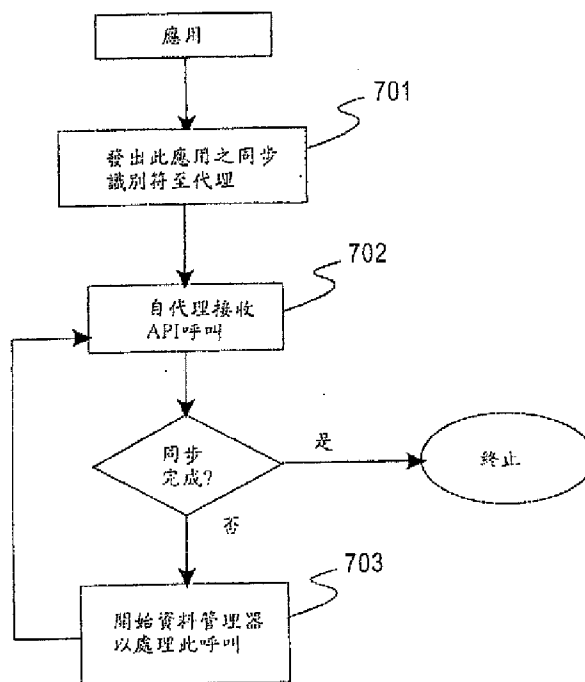 應用
701
發出此應用之同步
識別符至代理
702
自代理接收
API呼叫
同步
完成?
是
終止
否
703
開始資料管理器
以處理此呼叫